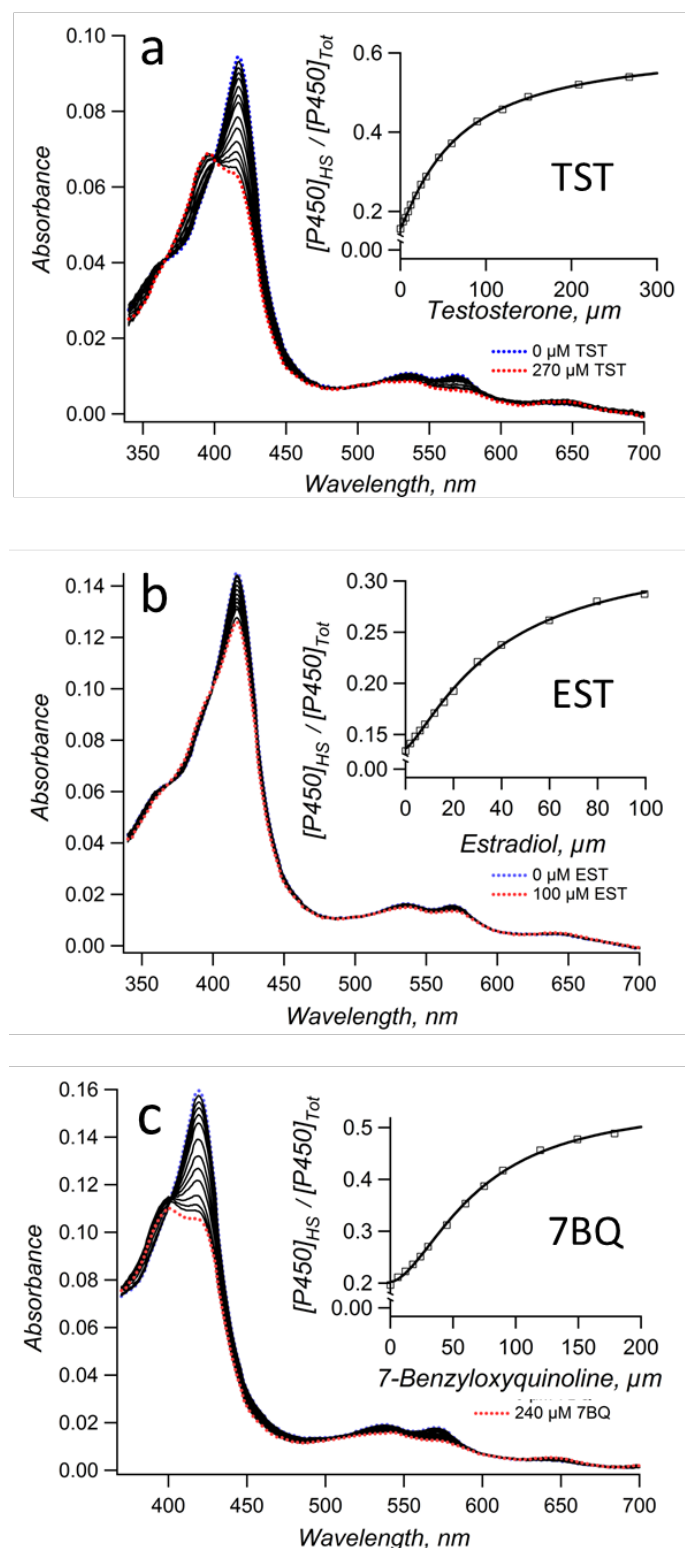 a
0.10
0.08
0.06
0.04
0.02
0.00
Absorbance
350 400 450 500 550 600 650 700
Wavelength, nm
0.6
0.4
0.2
0.00
[P450]HS / [P450]Tot
TST
0 100 200 300
Testosterone, µm
0 µM TST
270 µM TST
b
0.14
0.12
0.10
0.08
0.06
0.04
0.02
0.00
Absorbance
350 400 450 500 550 600 650 700
Wavelength, nm
0.30
0.25
0.20
0.15
0.00
[P450]HS / [P450]Tot
EST
0 20 40 60 80 100
Estradiol, µm
0 µM EST
100 µM EST
c
0.16
0.14
0.12
0.10
0.08
0.06
0.04
0.02
0.00
Absorbance
400 450 500 550 600 650 700
Wavelength, nm
0.5
0.4
0.3
0.2
0.00
[P450]HS / [P450]Tot
7BQ
0 50 100 150 200
7-Benzyloxyquinoline, µm
240 µM 7BQ